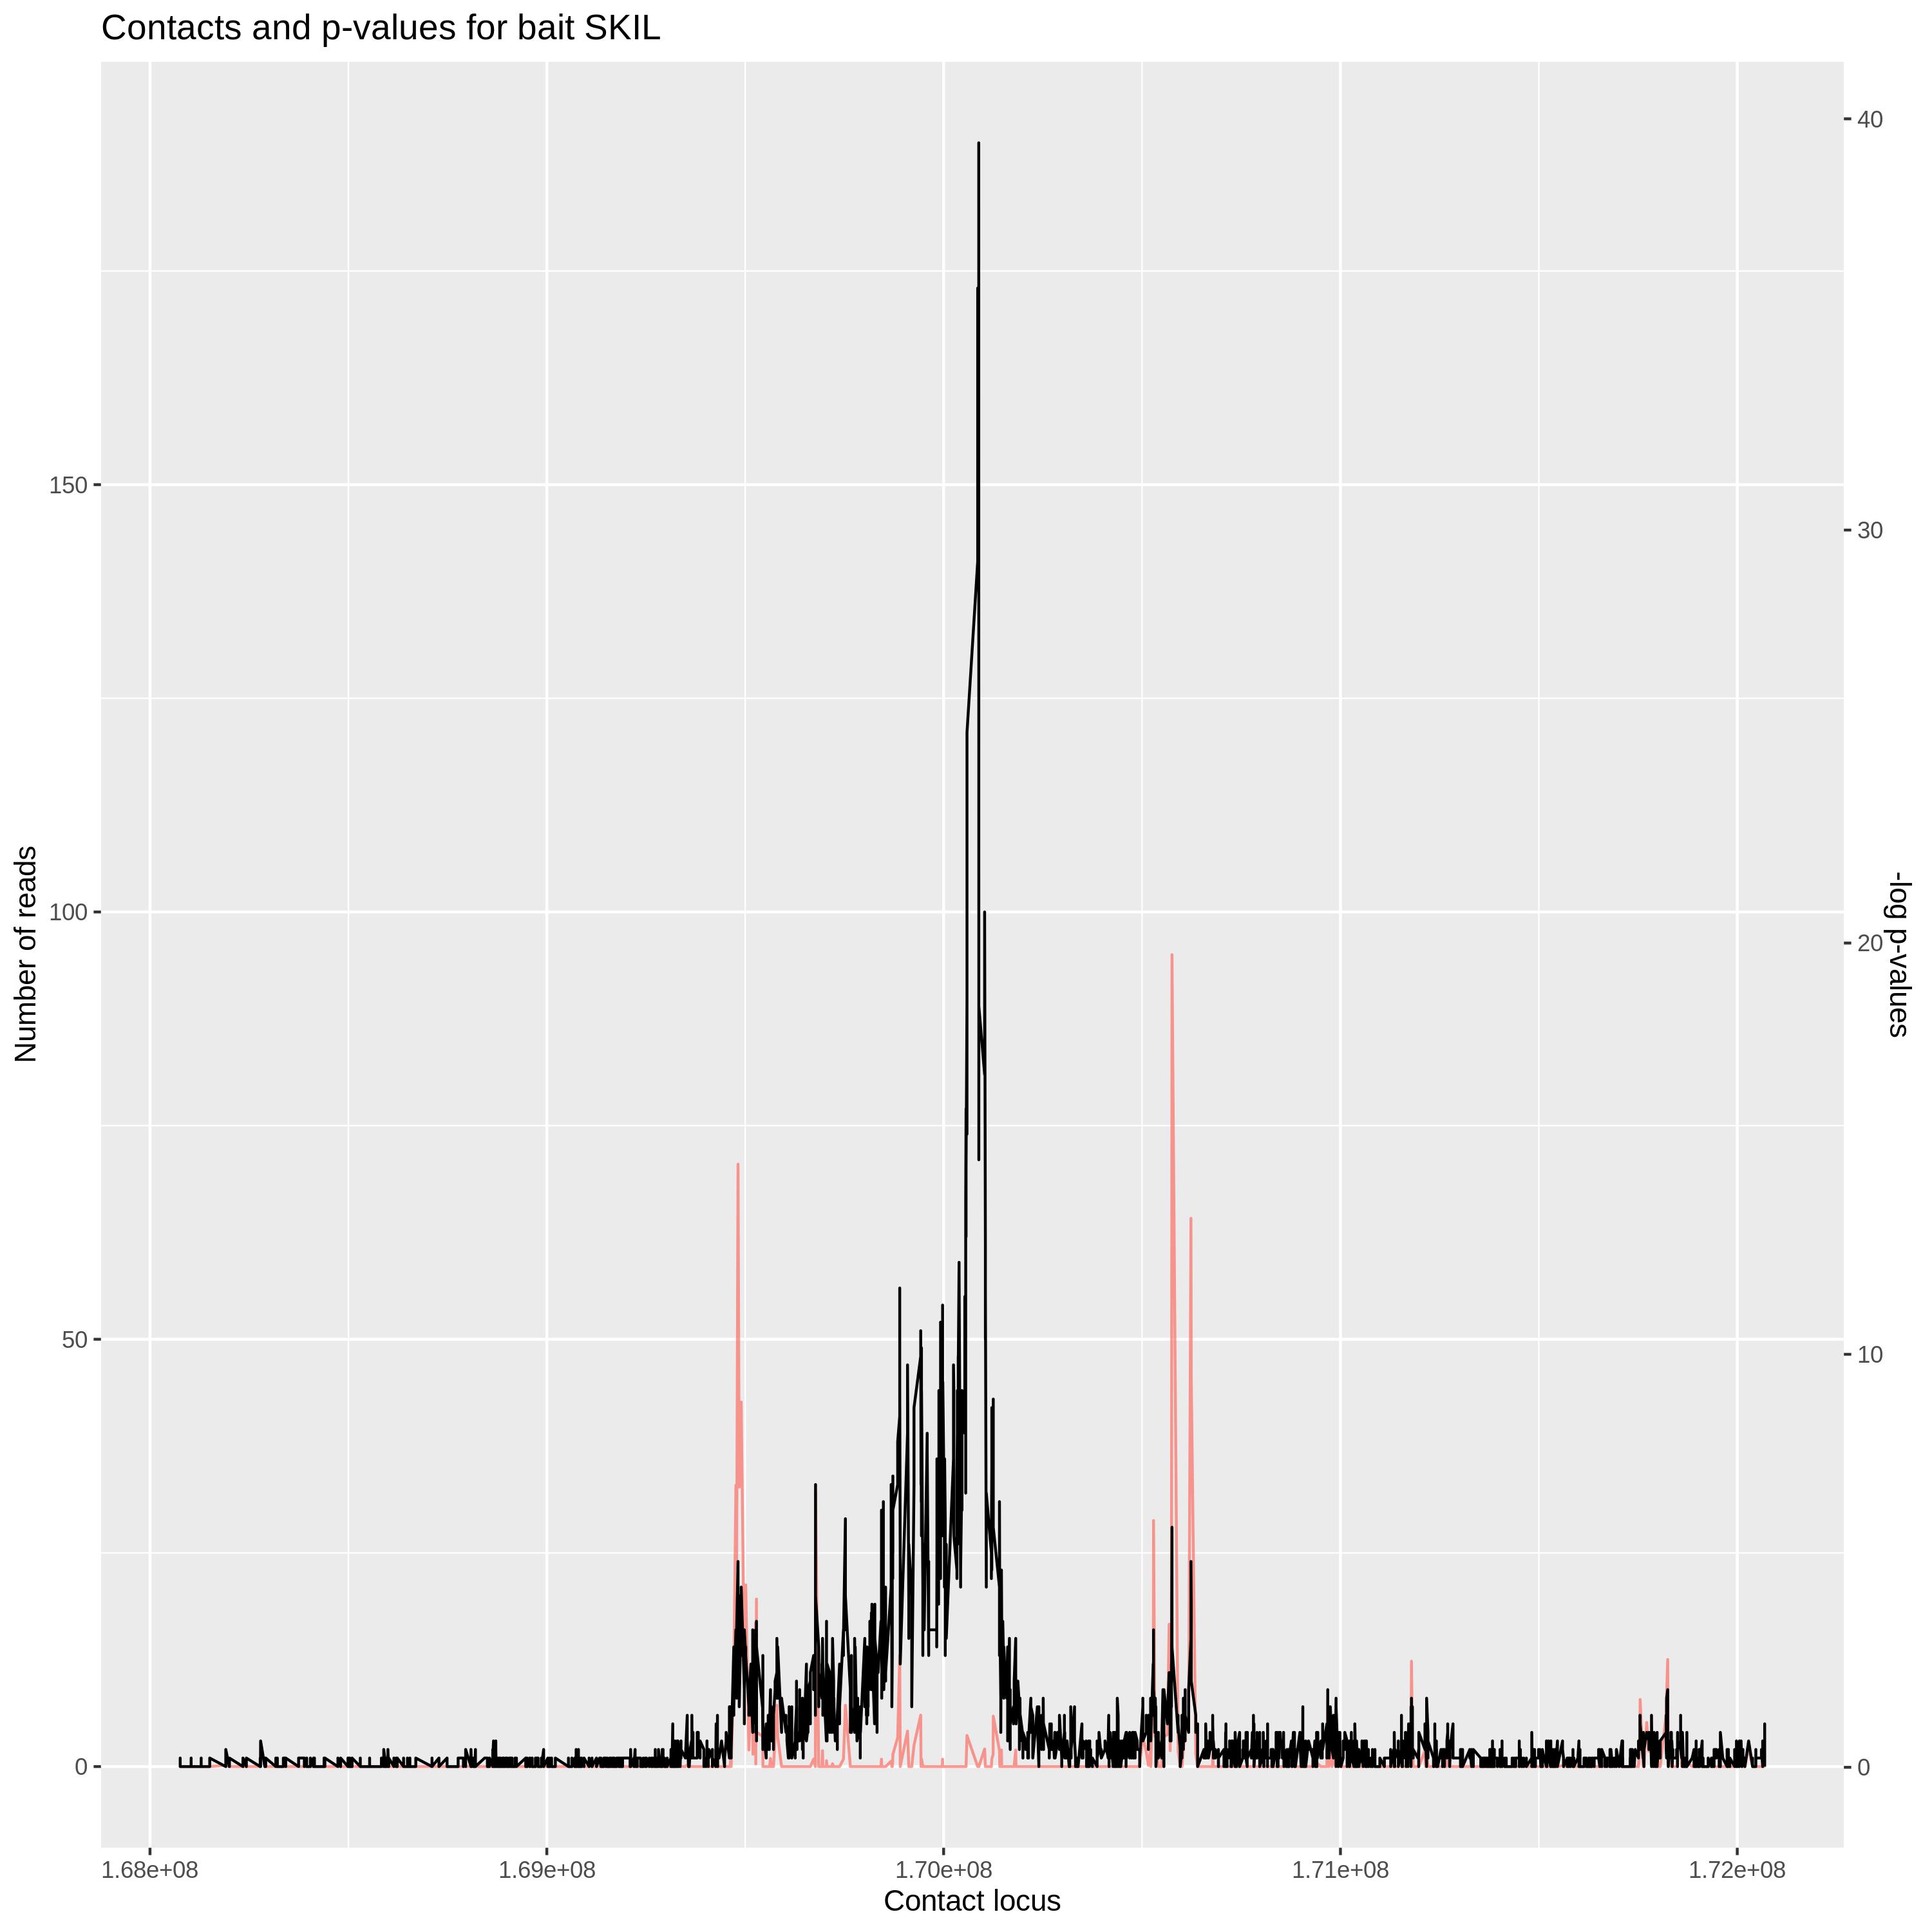 Contacts and p-values for bait SKIL
40
150
30
Number of reads
100
20
-log p-values
50
10
0
0
1.68e+08
1.69e+08
1.70e+08
1.71e+08
1.72e+08
Contact locus